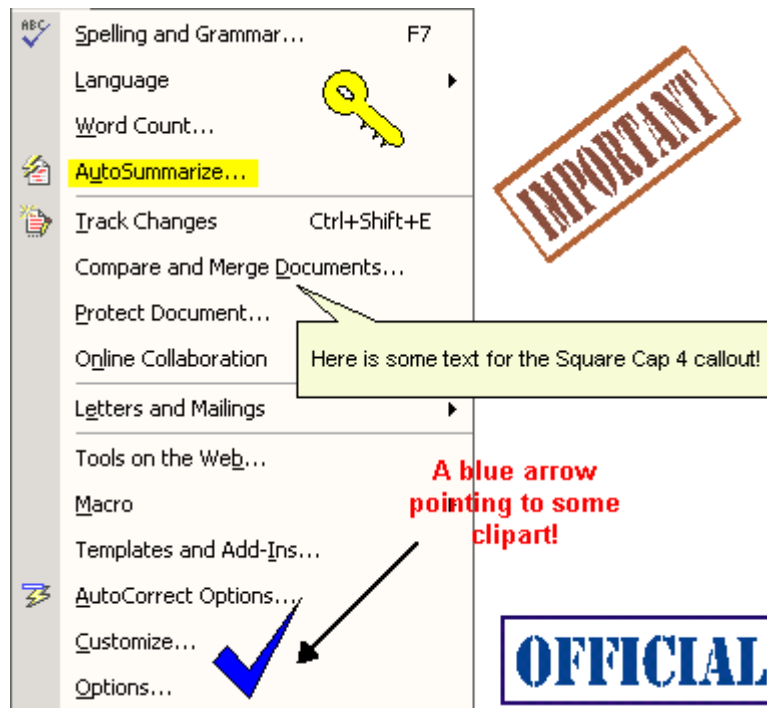 ABC
Spelling and Grammar... F7
Language
Word Count...
AutoSummarize...
IMPORTANT
Track Changes Ctrl+Shift+E
Compare and Merge Documents...
Protect Document...
Here is some text for the Square Cap 4 callout!
Online Collaboration
Letters and Mailings
Tools on the Web...
A blue arrow
pointing to some
clipart!
Macro
Templates and Add-Ins...
AutoCorrect Options...
Customize...
OFFICIAL
Options...